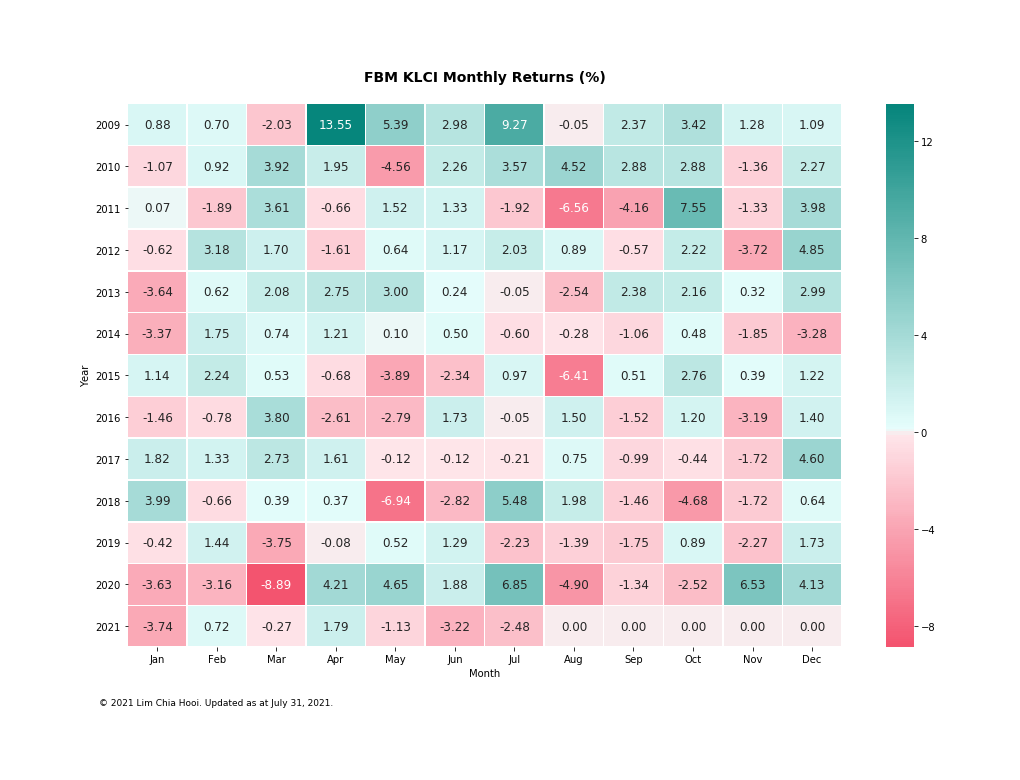 FBM KLCI Monthly Returns (%)
2009 0.88 0.70 -2.03 13.55 5.39 2.98 9.27 -0.05 2.37 3.42 1.28 1.09
2010 -1.07 0.92 3.92 1.95 -4.56 2.26 3.57 4.52 2.88 2.88 -1.36 2.27
2011 0.07 -1.89 3.61 -0.66 1.52 1.33 -1.92 -6.56 -4.16 7.55 -1.33 3.98
2012 -0.62 3.18 1.70 -1.61 0.64 1.17 2.03 0.89 -0.57 2.22 -3.72 4.85
2013 -3.64 0.62 2.08 2.75 3.00 0.24 -0.05 -2.54 2.38 2.16 0.32 2.99
2014 -3.37 1.75 0.74 1.21 0.10 0.50 -0.60 -0.28 -1.06 0.48 -1.85 -3.28
2015 1.14 2.24 0.53 -0.68 -3.89 -2.34 0.97 -6.41 0.51 2.76 0.39 1.22
2016 -1.46 -0.78 3.80 -2.61 -2.79 1.73 -0.05 1.50 -1.52 1.20 -3.19 1.40
2017 1.82 1.33 2.73 1.61 -0.12 -0.12 -0.21 0.75 -0.99 -0.44 -1.72 4.60
2018 3.99 -0.66 0.39 0.37 -6.94 -2.82 5.48 1.98 -1.46 -4.68 -1.72 0.64
2019 -0.42 1.44 -3.75 -0.08 0.52 1.29 -2.23 -1.39 -1.75 0.89 -2.27 1.73
2020 -3.63 -3.16 -8.89 4.21 4.65 1.88 6.85 -4.90 -1.34 -2.52 6.53 4.13
2021 -3.74 0.72 -0.27 1.79 -1.13 -3.22 -2.48 0.00 0.00 0.00 0.00 0.00
Jan Feb Mar Apr May Jun Jul Aug Sep Oct Nov Dec
Month
Year
12
8
4
0
−4
−8
© 2021 Lim Chia Hooi. Updated as at July 31, 2021.